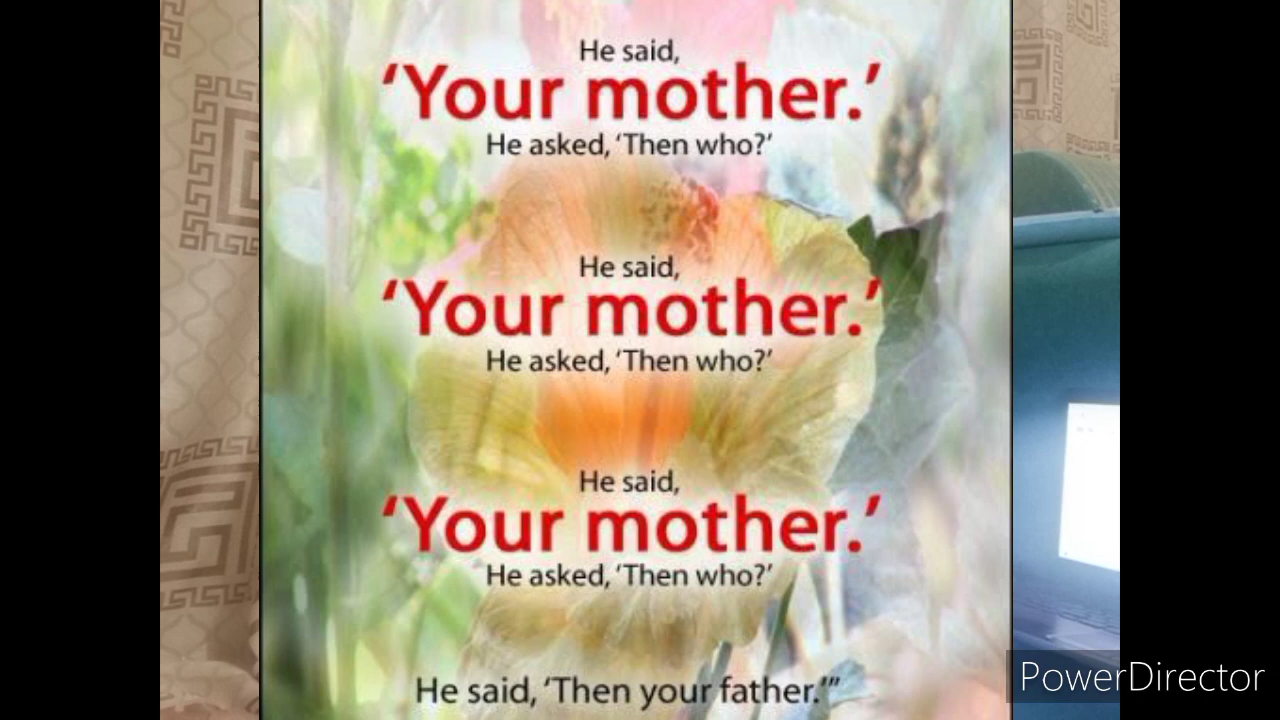 He said,
‘Your mother.’
He asked, ‘Then who?’
He said,
‘Your mother.’
He asked, ‘Then who?’
He said,
‘Your mother.’
He asked, ‘Then who?’
He said, ‘Then your father.’”
PowerDirector